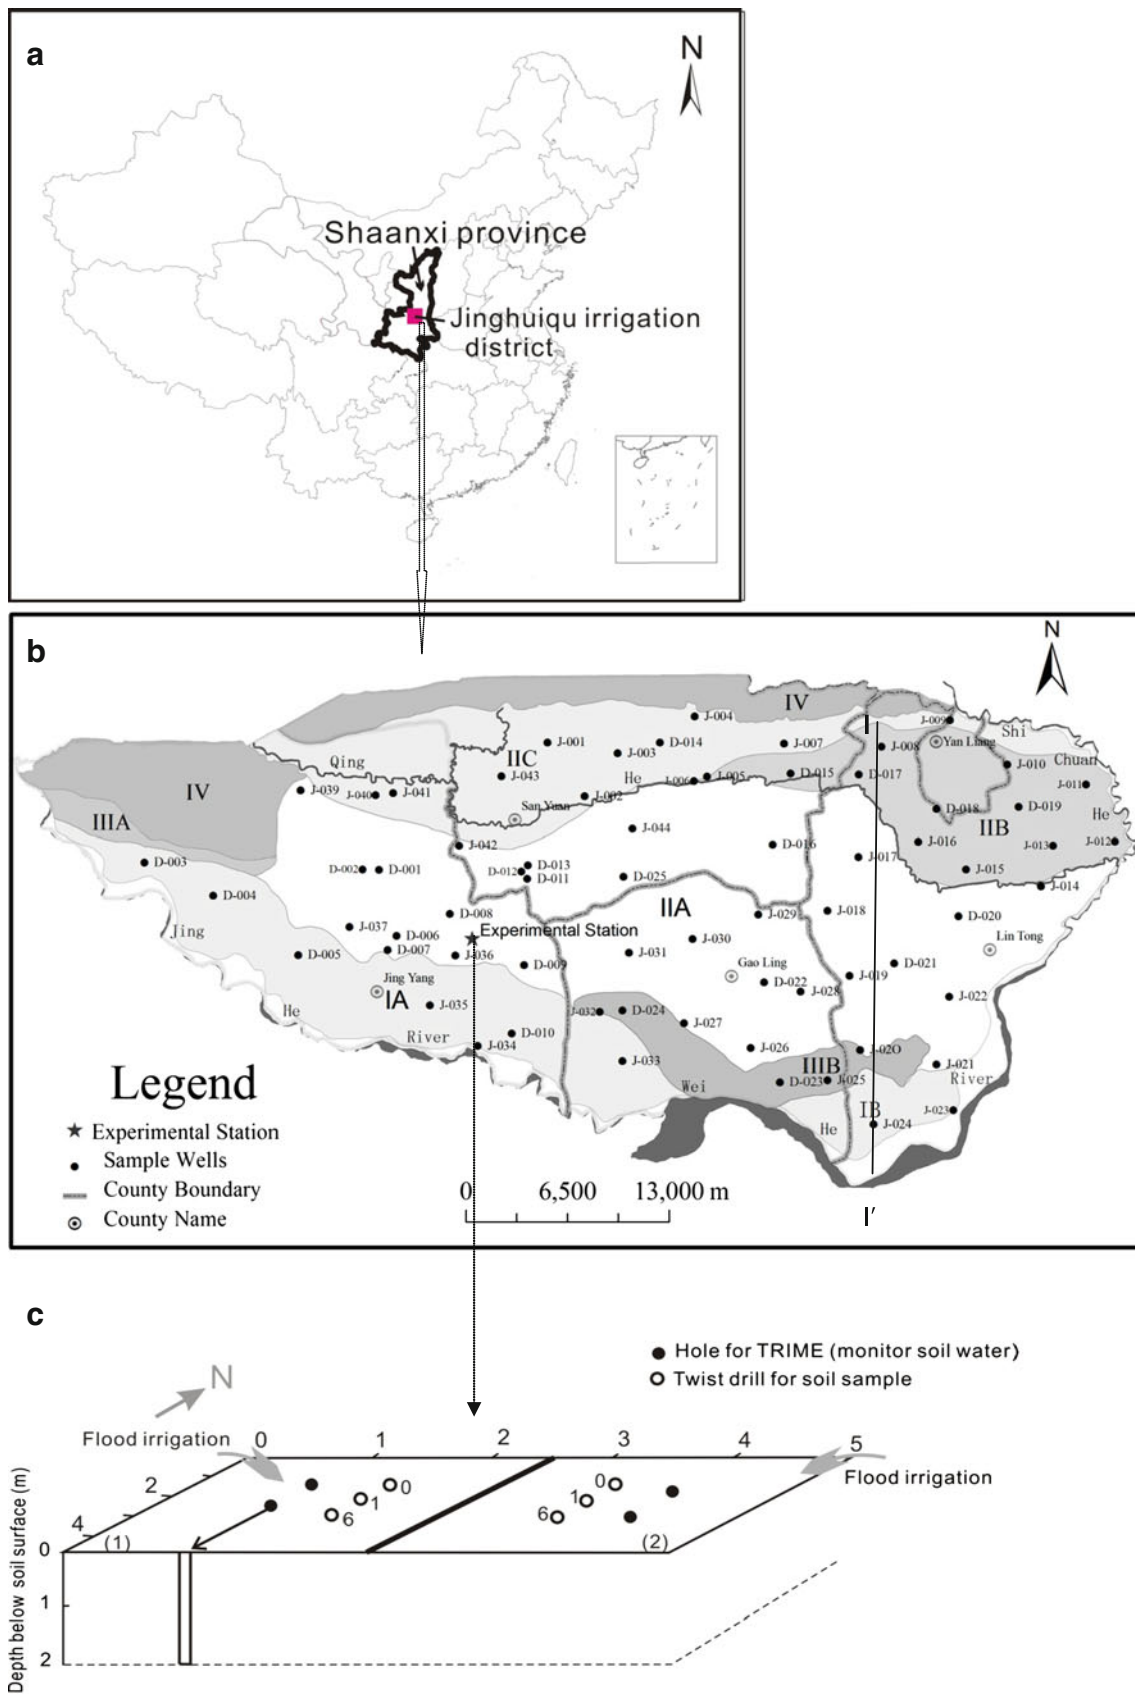 a
N
Shaanxi province
Jinghuiqu irrigation
district
b
N
IV
J-004
J-009
Shi
J-001
D-014
J-007
J-008
Yan Liang
J-003
IIC
Qing
He
Chuan
J-010
J-043
J-006
J-005
D-015
D-017
J-011
IV
J-039
J-040
J-041
J-002
San Yuan
D-018
D-019
He
IIIA
J-044
IIB
J-042
D-016
J-016
J-013
J-012
D-003
D-013
J-017
D-002
D-001
D-012
D-011
D-025
J-015
J-014
D-004
IIA
D-008
J-029
J-018
D-020
Jing
J-037
D-006
Experimental Station
J-030
Lin Tong
D-007
J-036
J-031
D-005
D-009
Gao Ling
D-021
Jing Yang
J-019
D-022
J-028
IA
J-035
J-022
He
J-032
D-024
J-027
River
D-010
J-034
J-026
J-020
J-033
IIIB
J-021
D-023
J-025
River
Wei
IB
J-023
He
J-024
I
I′
Legend
Experimental Station
Sample Wells
County Boundary
County Name
0 6,500 13,000 m
c
Hole for TRIME (monitor soil water)
Twist drill for soil sample
N
Flood irrigation
0 1 2 3 4 5
Flood irrigation
2
4
0 1 6
0 1 6
(1)
(2)
0
1
2
Depth below soil surface (m)